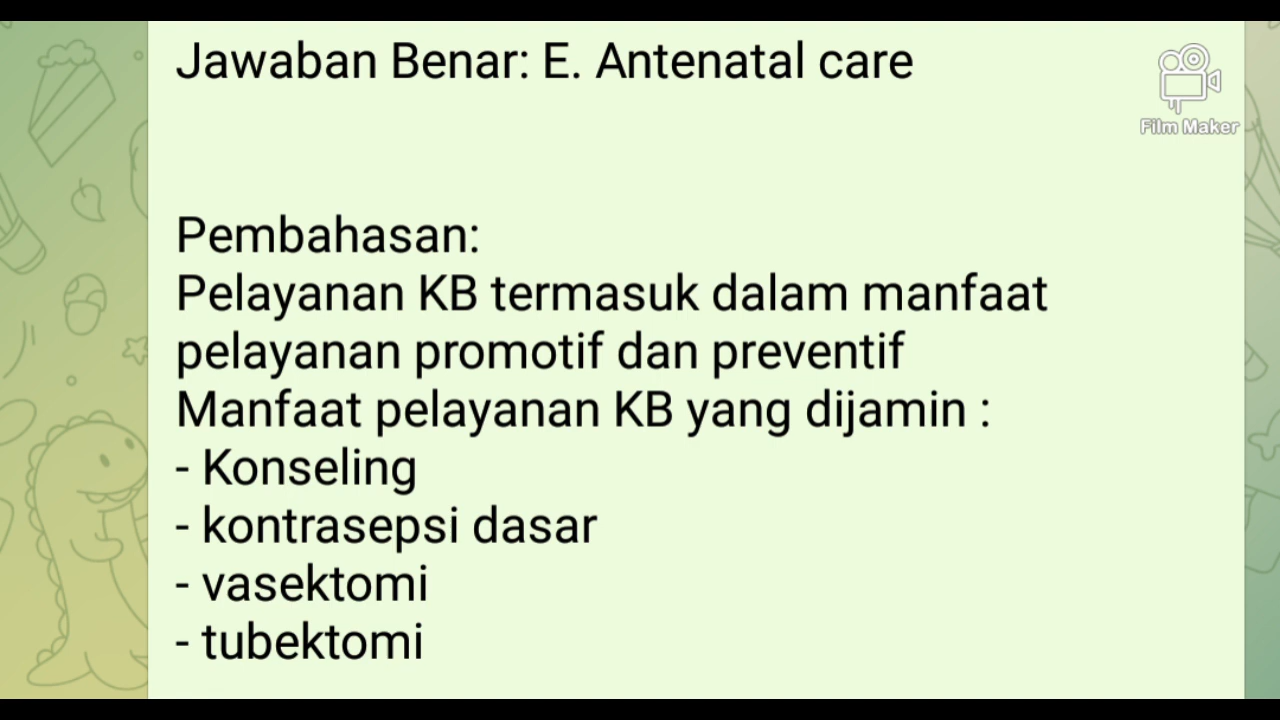 Jawaban Benar: E. Antenatal care
Film Maker
Pembahasan:
Pelayanan KB termasuk dalam manfaat
pelayanan promotif dan preventif
Manfaat pelayanan KB yang dijamin :
- Konseling
- kontrasepsi dasar
- vasektomi
- tubektomi